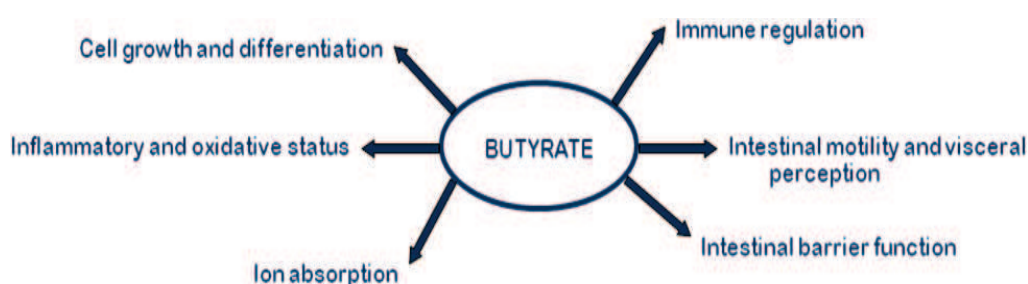 Immune regulation
Cell growth and differentiation
BUTYRATE
Inflammatory and oxidative status
Intestinal motility and visceral
perception
Intestinal barrier function
Ion absorption